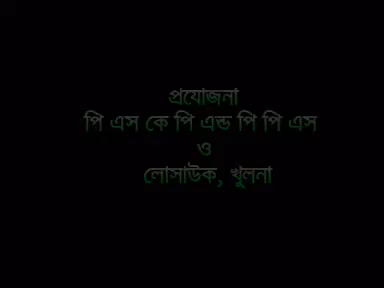 প্রযোজনা
পি এস কে পি এন্ড পি পি এস
ও
লোসাউক, খুলনা